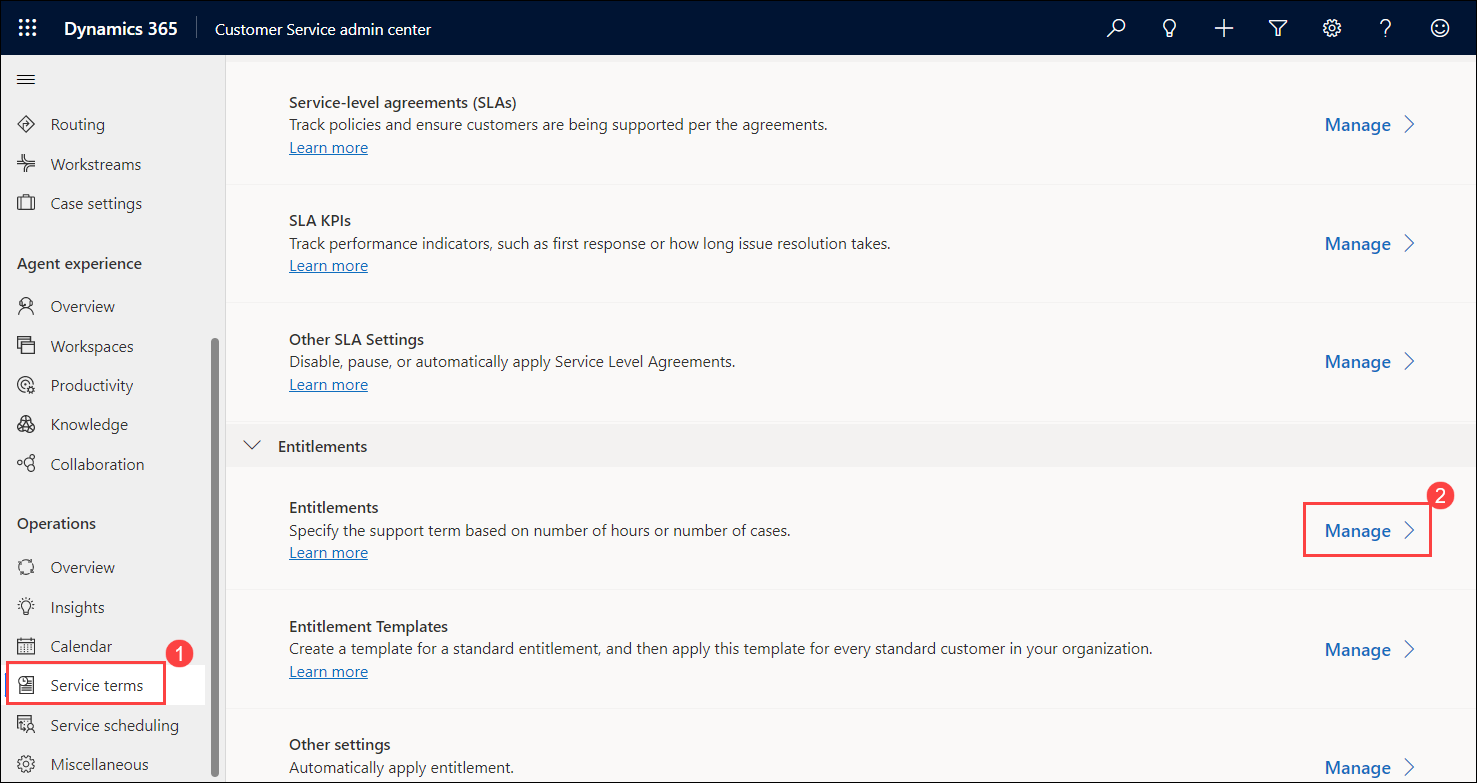 Dynamics 365
Customer Service admin center
Routing
Workstreams
Case settings
Agent experience
Overview
Workspaces
Productivity
Knowledge
Collaboration
Operations
Overview
Insights
Calendar
1
Service terms
Service scheduling
Miscellaneous
Service-level agreements (SLAs)
Track policies and ensure customers are being supported per the agreements.
Learn more
Manage
SLA KPIs
Track performance indicators, such as first response or how long issue resolution takes.
Learn more
Manage
Other SLA Settings
Disable, pause, or automatically apply Service Level Agreements.
Learn more
Manage
Entitlements
Entitlements
Specify the support term based on number of hours or number of cases.
Learn more
2
Manage
Entitlement Templates
Create a template for a standard entitlement, and then apply this template for every standard customer in your organization.
Learn more
Manage
Other settings
Automatically apply entitlement.
Manage